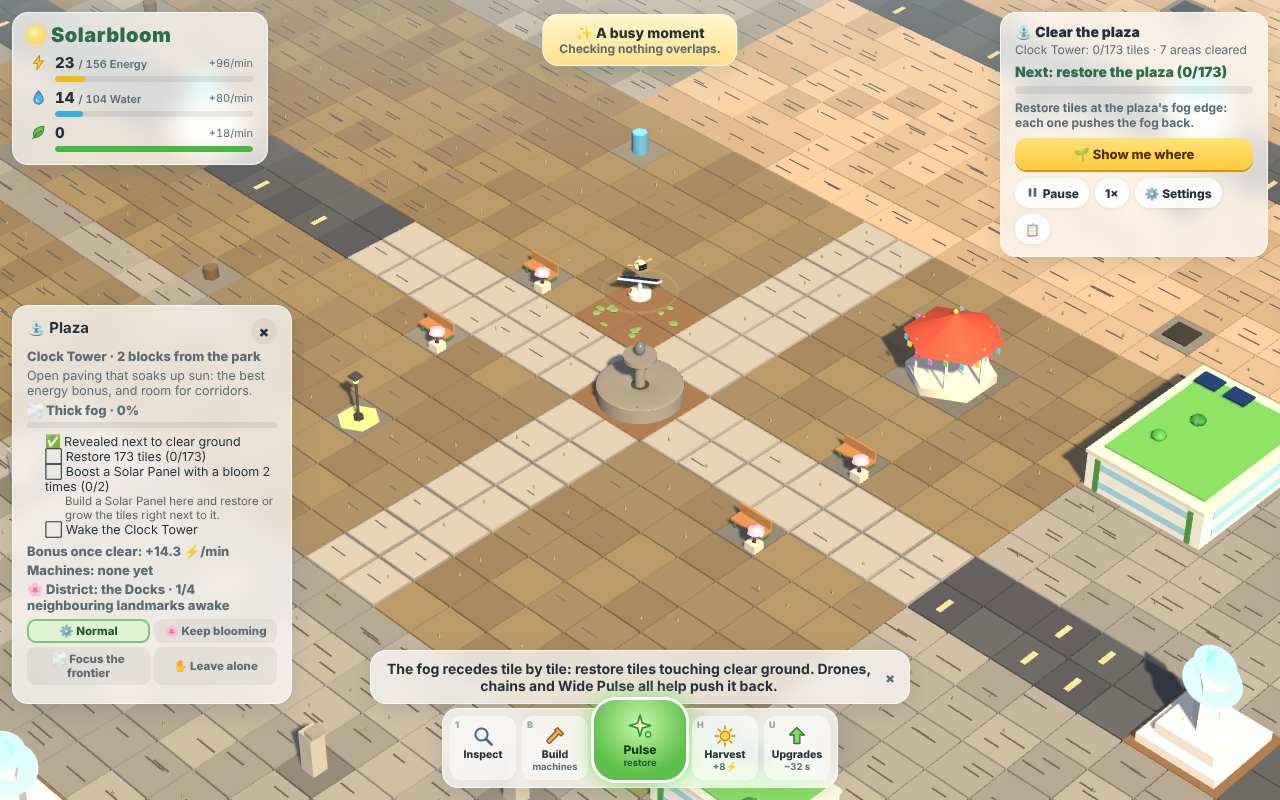 Solarbloom
23 / 156 Energy +96/min
14 / 104 Water +80/min
0 +18/min
✨ A busy moment
Checking nothing overlaps.
⛲ Clear the plaza
Clock Tower: 0/173 tiles · 7 areas cleared
Next: restore the plaza (0/173)
Restore tiles at the plaza's fog edge:
each one pushes the fog back.
🌱 Show me where
⏸ Pause
1×
⚙️ Settings
📋
⛲ Plaza
✖
Clock Tower · 2 blocks from the park
Open paving that soaks up sun: the best
energy bonus, and room for corridors.
🌫️ Thick fog · 0%
✅ Revealed next to clear ground
⬜ Restore 173 tiles (0/173)
⬜ Boost a Solar Panel with a bloom 2
times (0/2)
Build a Solar Panel here and restore or
grow the tiles right next to it.
⬜ Wake the Clock Tower
Bonus once clear: +14.3 ⚡/min
Machines: none yet
🌸 District: the Docks · 1/4
neighbouring landmarks awake
⚙️ Normal
🌸 Keep blooming
🌫️ Focus the
frontier
✋ Leave alone
The fog recedes tile by tile: restore tiles touching clear ground. Drones,
chains and Wide Pulse all help push it back.
✖
1
Inspect
B
Build
machines
Pulse
restore
H
Harvest
+8⚡
U
Upgrades
~32 s